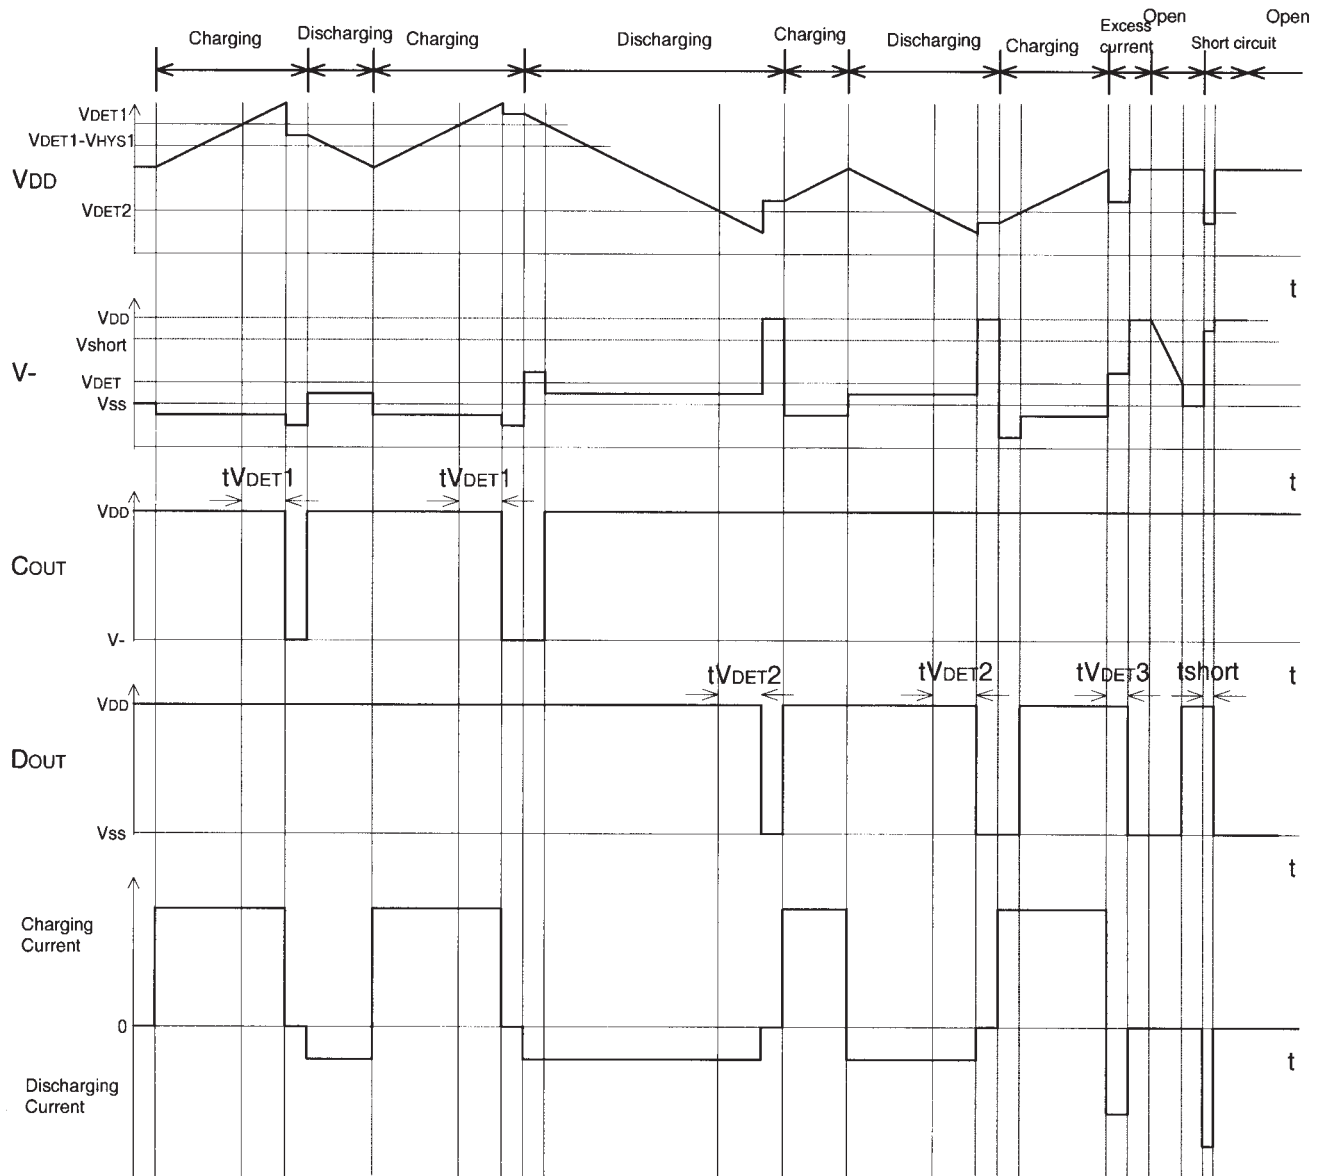 Charging
Discharging
Charging
Discharging
Charging
Discharging
Charging
Excess
current
Open
Short circuit
Open
VDET1
VDET1-VHYS1
VDD
VDET2
t
VDD
Vshort
V-
VDET
VSS
t
tVDET1
tVDET1
VDD
COUT
V-
t
tVDET2
tVDET2
tVDET3
tshort
VDD
DOUT
VSS
t
Charging
Current
0
t
Discharging
Current